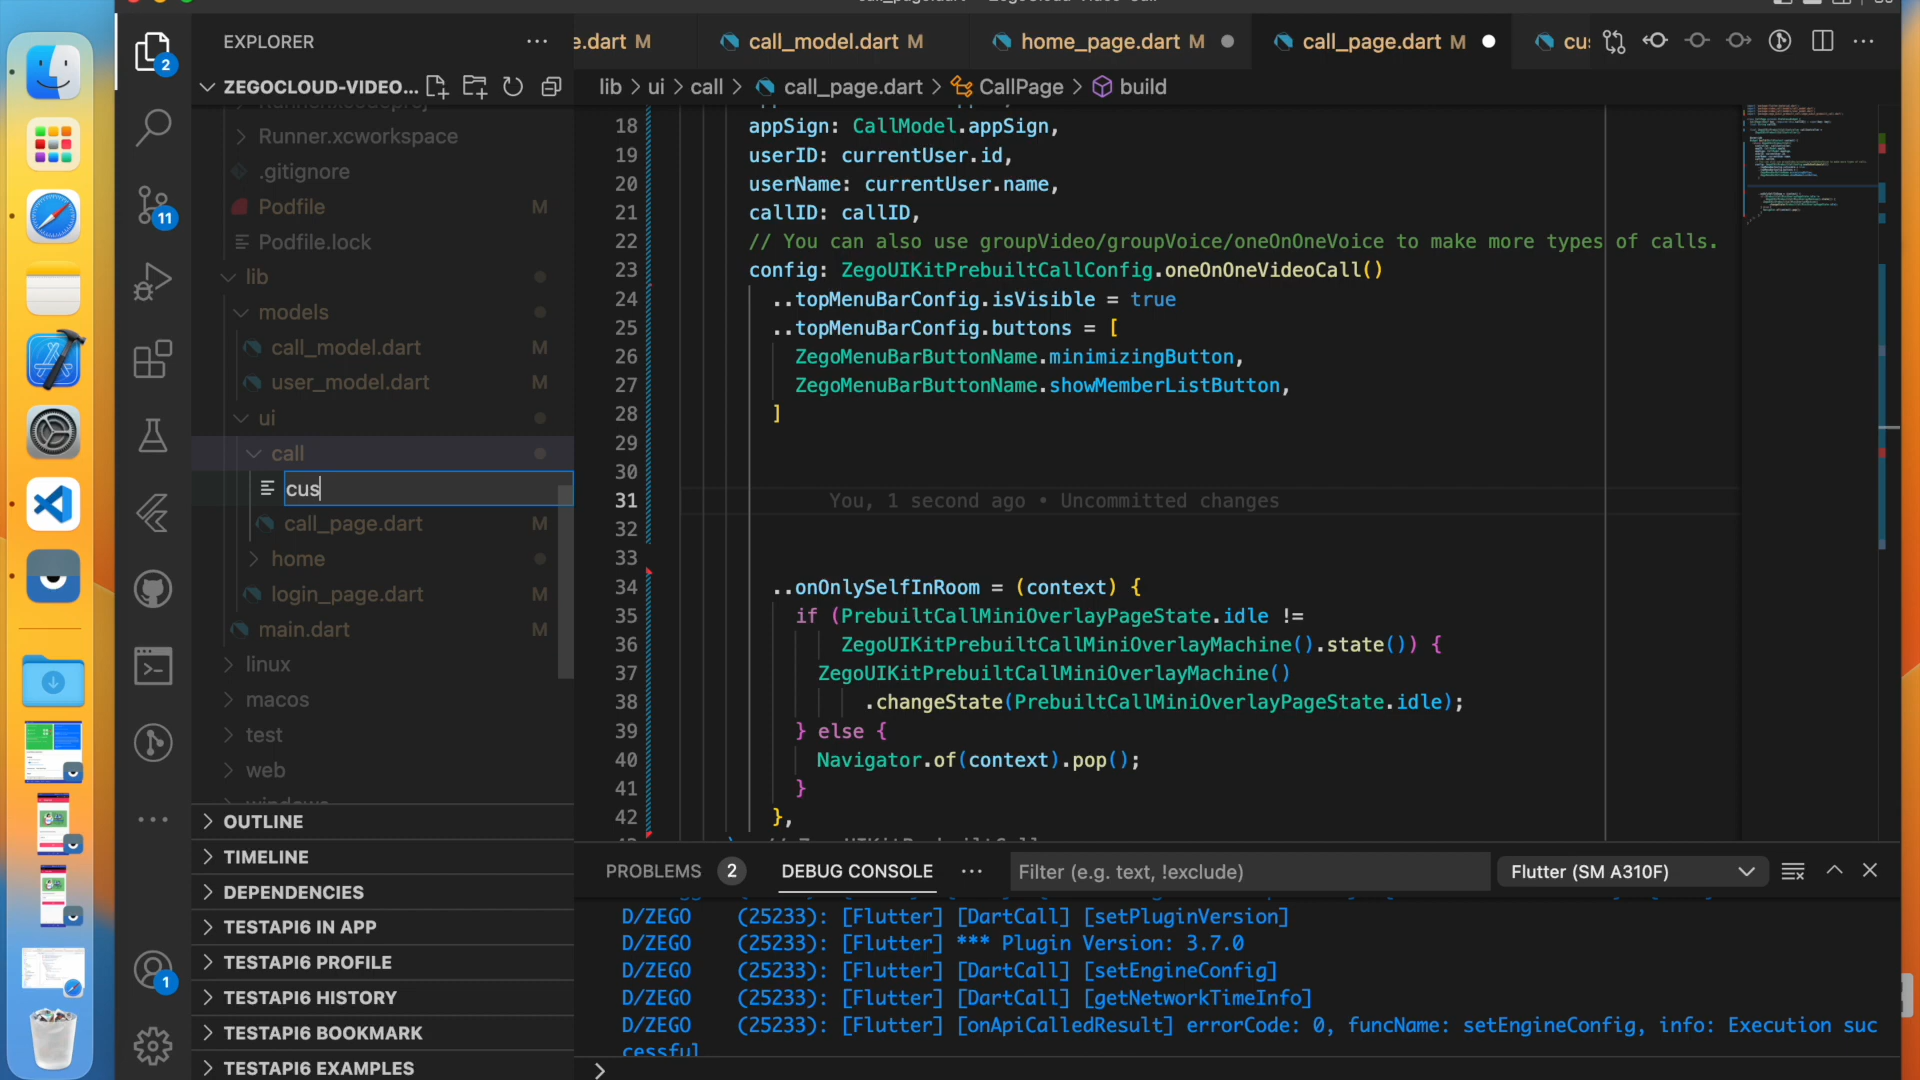 EXPLORER
ZEGOCLOUD-VIDEO...
Runner.xcodeproj
Runner.xcworkspace
.gitignore
Podfile M
Podfile.lock
lib
models
call_model.dart M
user_model.dart M
ui
call
cus
call_page.dart M
home
login_page.dart M
main.dart M
linux
macos
test
web
windows
OUTLINE
TIMELINE
DEPENDENCIES
TESTAPI6 IN APP
TESTAPI6 PROFILE
TESTAPI6 HISTORY
TESTAPI6 BOOKMARK
TESTAPI6 EXAMPLES
2
11
1
e.dart M
call_model.dart M
home_page.dart M
call_page.dart M
cus
lib > ui > call > call_page.dart > CallPage > build
18 appSign: CallModel.appSign,
19 userID: currentUser.id,
20 userName: currentUser.name,
21 callID: callID,
22 // You can also use groupVideo/groupVoice/oneOnOneVoice to make more types of calls.
23 config: ZegoUIKitPrebuiltCallConfig.oneOnOneVideoCall()
24 ..topMenuBarConfig.isVisible = true
25 ..topMenuBarConfig.buttons = [
26 ZegoMenuBarButtonName.minimizingButton,
27 ZegoMenuBarButtonName.showMemberListButton,
28 ]
29
30
31 You, 1 second ago • Uncommitted changes
32
33
34 ..onOnlySelfInRoom = (context) {
35 if (PrebuiltCallMiniOverlayPageState.idle !=
36 ZegoUIKitPrebuiltCallMiniOverlayMachine().state()) {
37 ZegoUIKitPrebuiltCallMiniOverlayMachine()
38 .changeState(PrebuiltCallMiniOverlayPageState.idle);
39 } else {
40 Navigator.of(context).pop();
41 }
42 },
PROBLEMS 2 DEBUG CONSOLE ... Filter (e.g. text, !exclude) Flutter (SM A310F)
D/ZEGO (25233): [Flutter] [DartCall] [setPluginVersion]
D/ZEGO (25233): [Flutter] *** Plugin Version: 3.7.0
D/ZEGO (25233): [Flutter] [DartCall] [setEngineConfig]
D/ZEGO (25233): [Flutter] [DartCall] [getNetworkTimeInfo]
D/ZEGO (25233): [Flutter] [onApiCalledResult] errorCode: 0, funcName: setEngineConfig, info: Execution suc
cessful